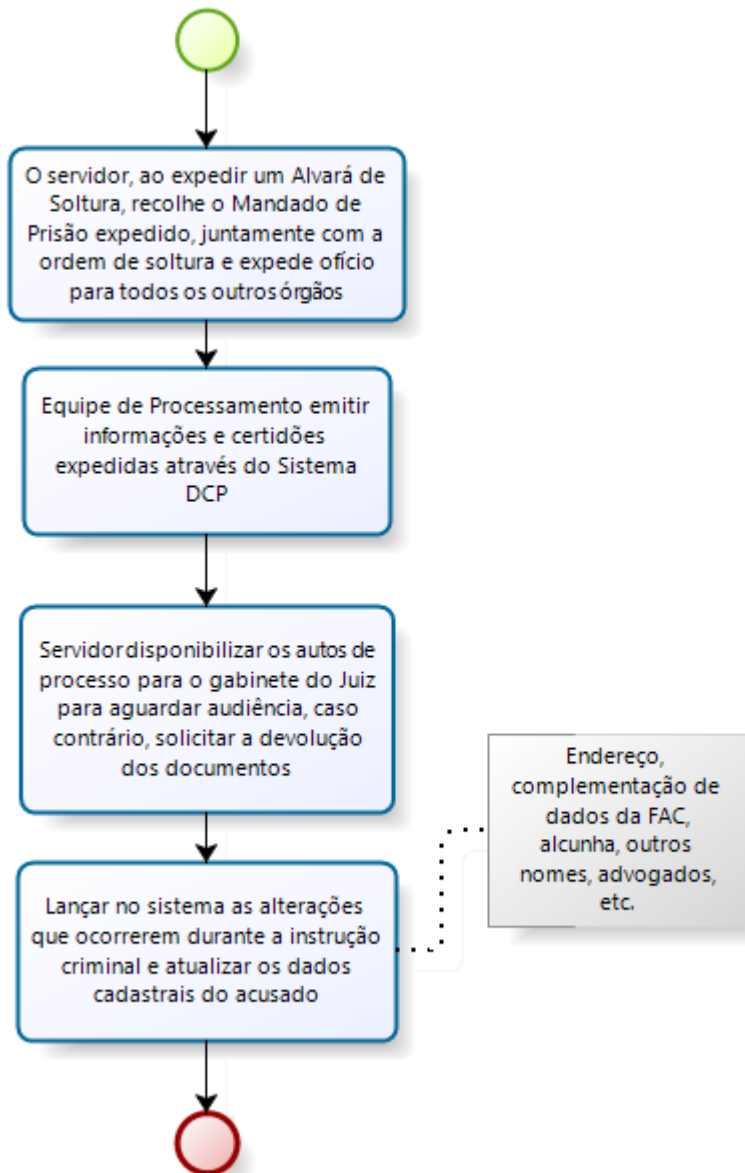 O servidor, ao expedir um Alvará de
Soltura, recolhe o Mandado de
Prisão expedido, juntamente com a
ordem de soltura e expede ofício
para todos os outros órgãos
Equipe de Processamento emitir
informações e certidões
expedidas através do Sistema
DCP
Servidor disponibilizar os autos de
processo para o gabinete do Juiz
para aguardar audiência, caso
contrário, solicitar a devolução
dos documentos
Endereço,
complementação de
dados da FAC,
alcunha, outros
nomes, advogados,
etc.
Lançar no sistema as alterações
que ocorrerem durante a instrução
criminal e atualizar os dados
cadastrais do acusado